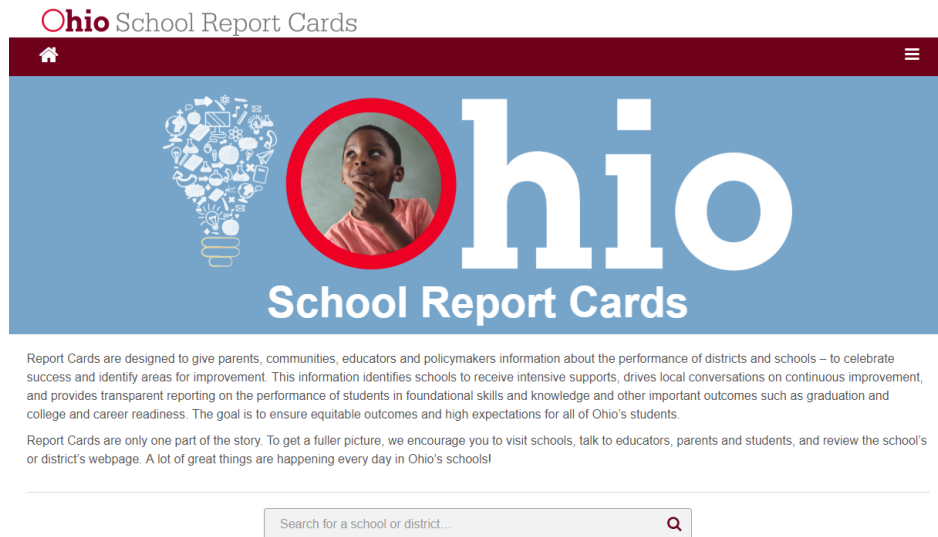 Ohio School Report Cards
Ohio
School Report Cards
Report Cards are designed to give parents, communities, educators and policymakers information about the performance of districts and schools – to celebrate
success and identify areas for improvement. This information identifies schools to receive intensive supports, drives local conversations on continuous improvement,
and provides transparent reporting on the performance of students in foundational skills and knowledge and other important outcomes such as graduation and
college and career readiness. The goal is to ensure equitable outcomes and high expectations for all of Ohio's students.
Report Cards are only one part of the story. To get a fuller picture, we encourage you to visit schools, talk to educators, parents and students, and review the school's
or district's webpage. A lot of great things are happening every day in Ohio's schools!
Search for a school or district...